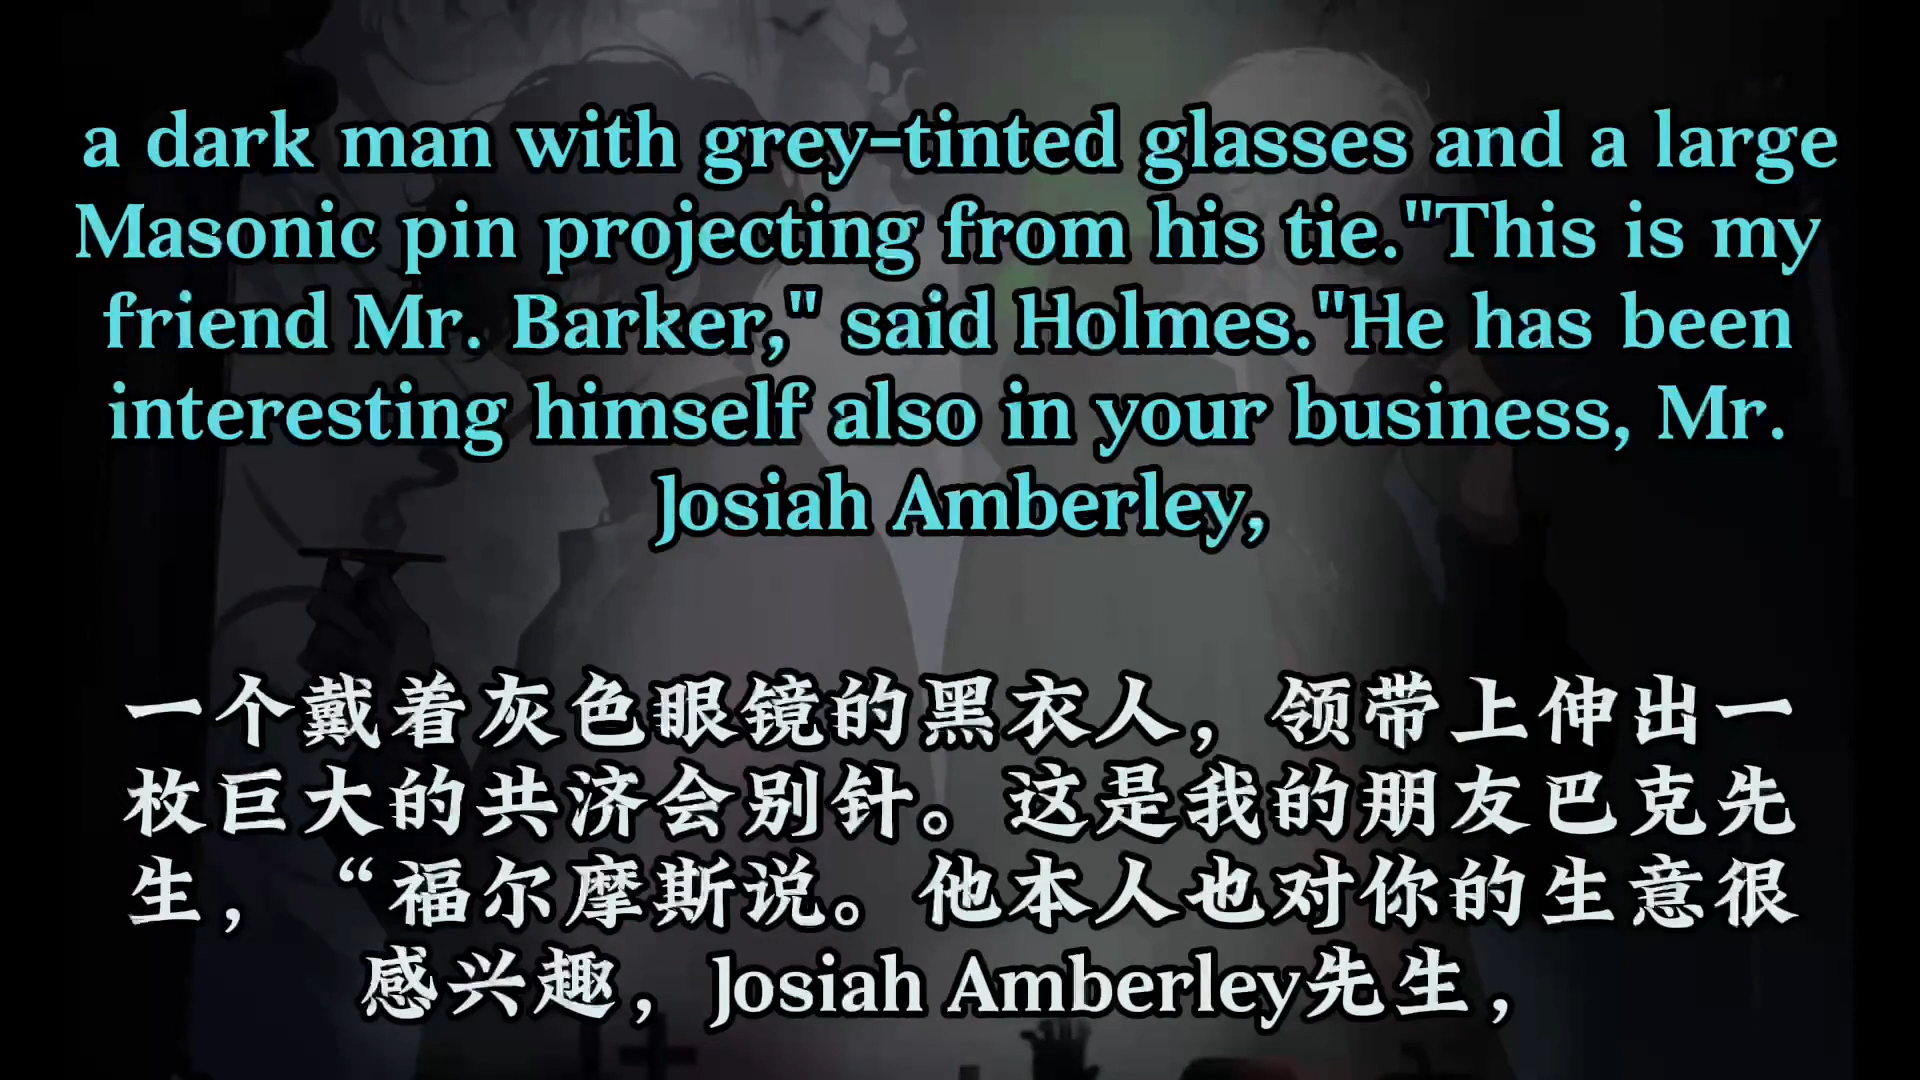 a dark man with grey-tinted glasses and a large
Masonic pin projecting from his tie."This is my
friend Mr. Barker," said Holmes."He has been
interesting himself also in your business, Mr.
Josiah Amberley,
一个戴着灰色眼镜的黑衣人，领带上伸出一
枚巨大的共济会别针。这是我的朋友巴克先
生，“福尔摩斯说。他本人也对你的生意很
感兴趣，Josiah Amberley先生，